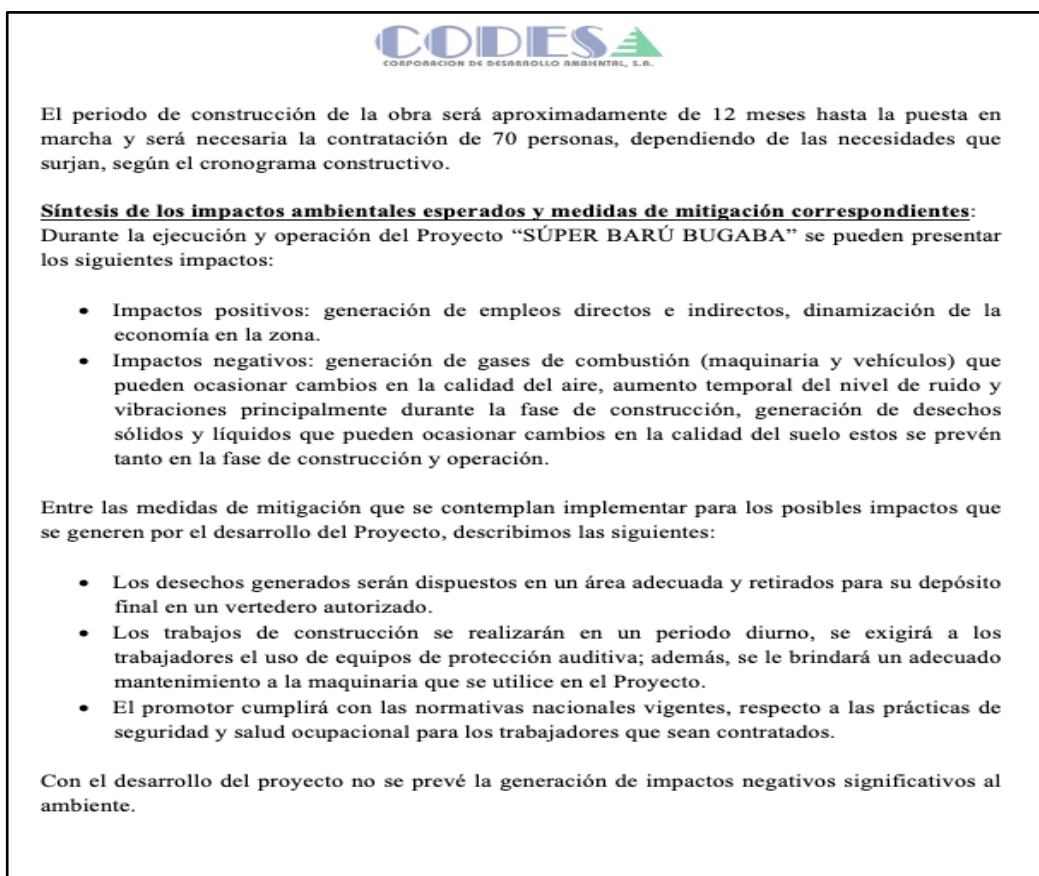 CODESA
CORPORACION DE DESARROLLO AMBIENTAL, S.A.
El periodo de construcción de la obra será aproximadamente de 12 meses hasta la puesta en
marcha y será necesaria la contratación de 70 personas, dependiendo de las necesidades que
surjan, según el cronograma constructivo.
Síntesis de los impactos ambientales esperados y medidas de mitigación correspondientes:
Durante la ejecución y operación del Proyecto “SÚPER BARÚ BUGABA” se pueden presentar
los siguientes impactos:
• Impactos positivos: generación de empleos directos e indirectos, dinamización de la
economía en la zona.
• Impactos negativos: generación de gases de combustión (maquinaria y vehículos) que
pueden ocasionar cambios en la calidad del aire, aumento temporal del nivel de ruido y
vibraciones principalmente durante la fase de construcción, generación de desechos
sólidos y líquidos que pueden ocasionar cambios en la calidad del suelo estos se prevén
tanto en la fase de construcción y operación.
Entre las medidas de mitigación que se contemplan implementar para los posibles impactos que
se generen por el desarrollo del Proyecto, describimos las siguientes:
• Los desechos generados serán dispuestos en un área adecuada y retirados para su depósito
final en un vertedero autorizado.
• Los trabajos de construcción se realizarán en un periodo diurno, se exigirá a los
trabajadores el uso de equipos de protección auditiva; además, se le brindará un adecuado
mantenimiento a la maquinaria que se utilice en el Proyecto.
• El promotor cumplirá con las normativas nacionales vigentes, respecto a las prácticas de
seguridad y salud ocupacional para los trabajadores que sean contratados.
Con el desarrollo del proyecto no se prevé la generación de impactos negativos significativos al
ambiente.